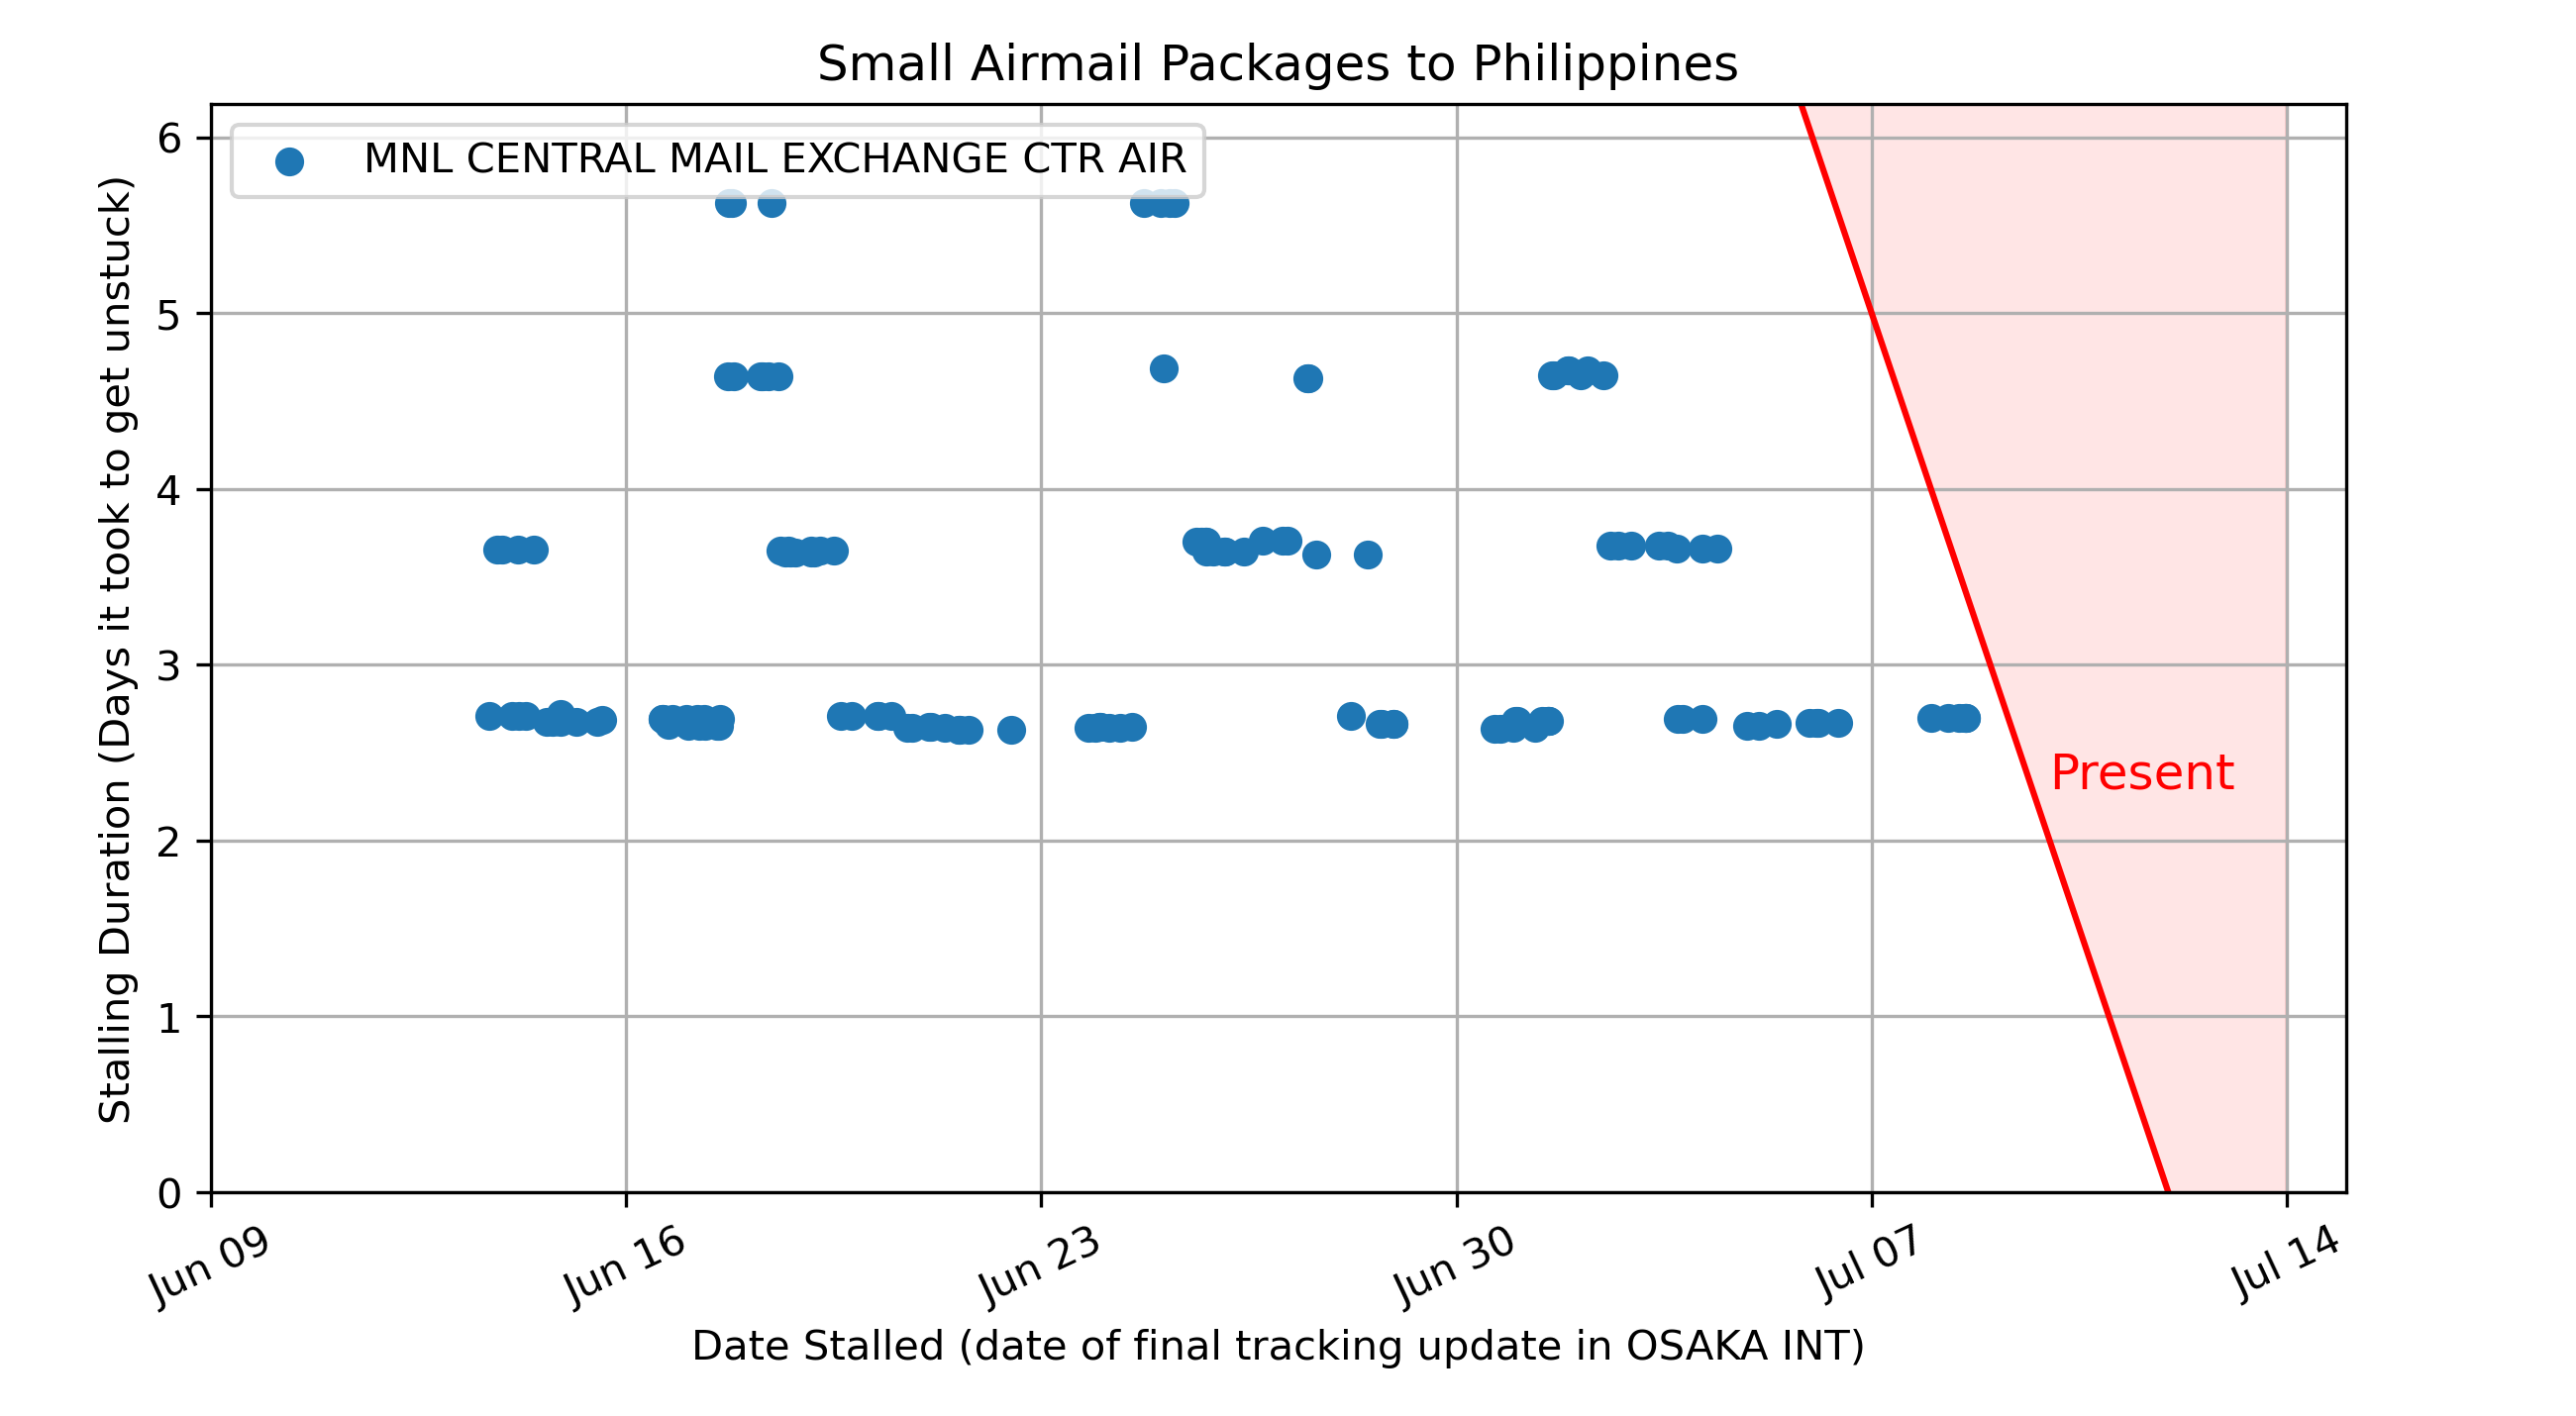 Small Airmail Packages to Philippines
MNL CENTRAL MAIL EXCHANGE CTR AIR
Stalling Duration (Days it took to get unstuck)
6
5
4
3
2
1
0
Present
Jun 09
Jun 16
Jun 23
Jun 30
Jul 07
Jul 14
Date Stalled (date of final tracking update in OSAKA INT)